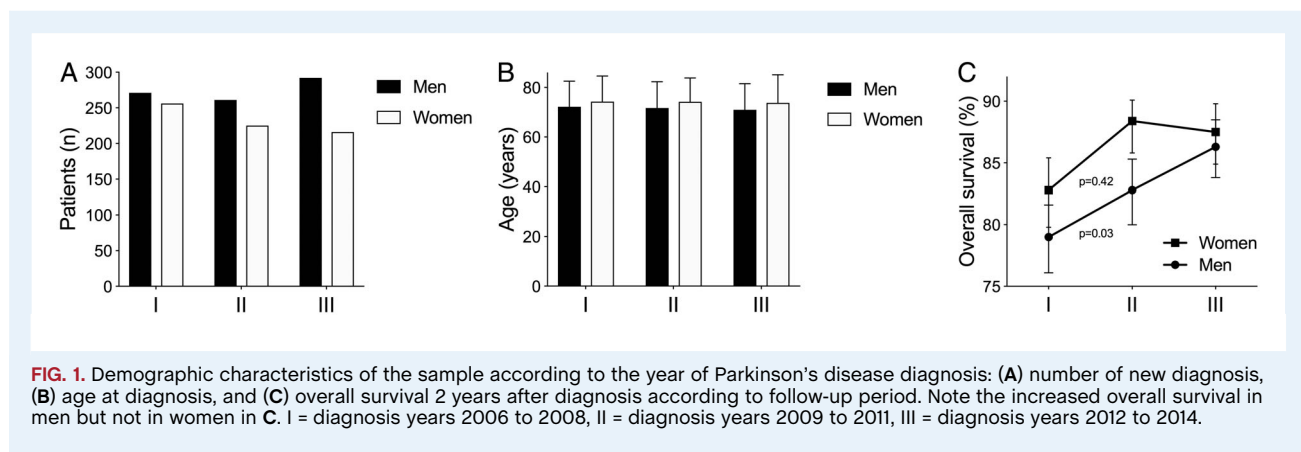 A
300
250
200
150
100
50
0
Patients (n)
I II III
Men
Women
B
80
60
40
20
0
Age (years)
I II III
Men
Women
C
90
85
80
75
Overall survival (%)
p=0.42
p=0.03
Women
Men
I II III
FIG. 1. Demographic characteristics of the sample according to the year of Parkinson's disease diagnosis: (A) number of new diagnosis,
(B) age at diagnosis, and (C) overall survival 2 years after diagnosis according to follow-up period. Note the increased overall survival in
men but not in women in C. I = diagnosis years 2006 to 2008, II = diagnosis years 2009 to 2011, III = diagnosis years 2012 to 2014.